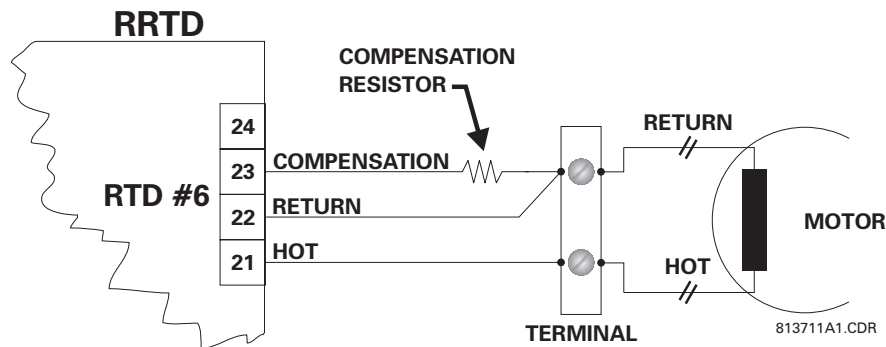 RRTD
COMPENSATION
RESISTOR
24
23
22
21
RTD #6
COMPENSATION
RETURN
HOT
RETURN
HOT
MOTOR
TERMINAL
813711A1.CDR